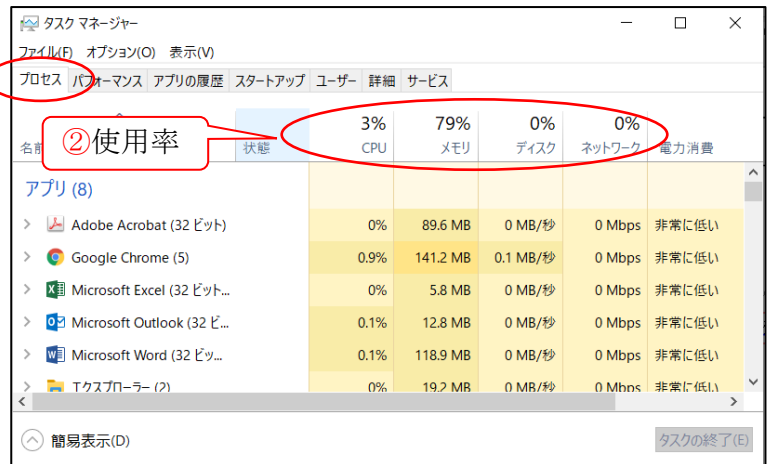 タスク マネージャー
ファイル(F) オプション(O) 表示(V)
プロセス パフォーマンス アプリの履歴 スタートアップ ユーザー 詳細 サービス
②使用率
3% 79% 0% 0%
名前 状態 CPU メモリ ディスク ネットワーク 電力消費
アプリ (8)
Adobe Acrobat (32 ビット) 0% 89.6 MB 0 MB/秒 0 Mbps 非常に低い
Google Chrome (5) 0.9% 141.2 MB 0.1 MB/秒 0 Mbps 非常に低い
Microsoft Excel (32 ビット... 0% 5.8 MB 0 MB/秒 0 Mbps 非常に低い
Microsoft Outlook (32 ビ... 0.1% 12.8 MB 0 MB/秒 0 Mbps 非常に低い
Microsoft Word (32 ビッ... 0.1% 118.9 MB 0 MB/秒 0 Mbps 非常に低い
エクスプローラー (2) 0% 19.2 MB 0 MB/秒 0 Mbps 非常に低い
簡易表示(D) タスクの終了(E)